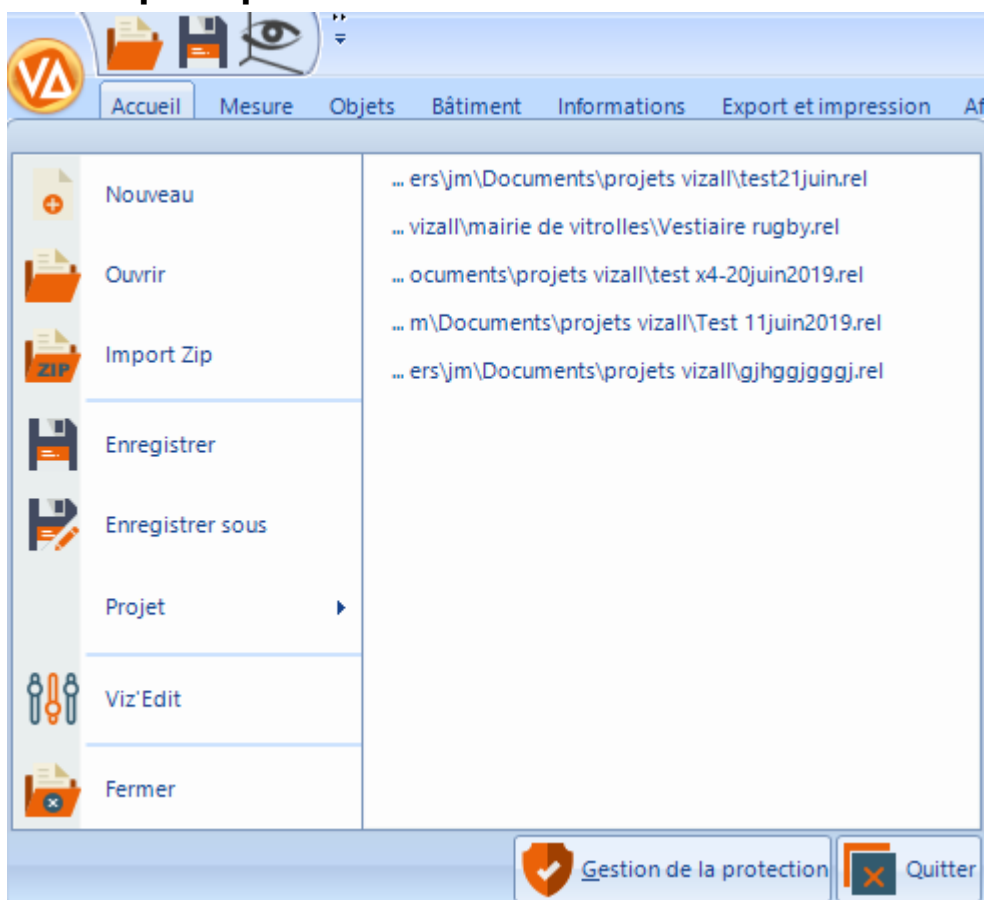 VA
Accueil Mesure Objets Bâtiment Informations Export et impression Af
Nouveau
Ouvrir
ZIP
Import Zip
Enregistrer
Enregistrer sous
Projet
Viz'Edit
Fermer
... ers\jm\Documents\projets vizall\test21juin.rel
... vizall\mairie de vitrolles\Vestiaire rugby.rel
... ocuments\projets vizall\test x4-20juin2019.rel
... m\Documents\projets vizall\Test 11juin2019.rel
... ers\jm\Documents\projets vizall\gjhggjgggj.rel
Gestion de la protection Quitter